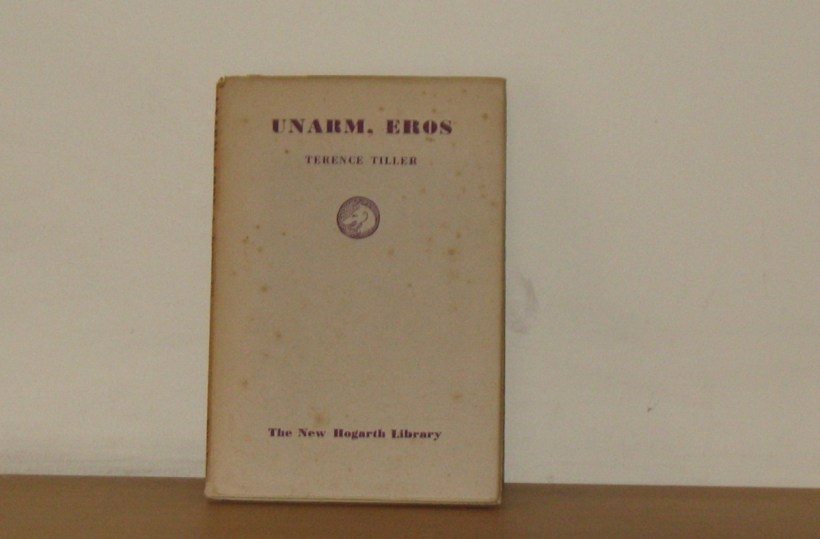 UNARM, EROS
TERENCE TILLER
The New Hogarth Library